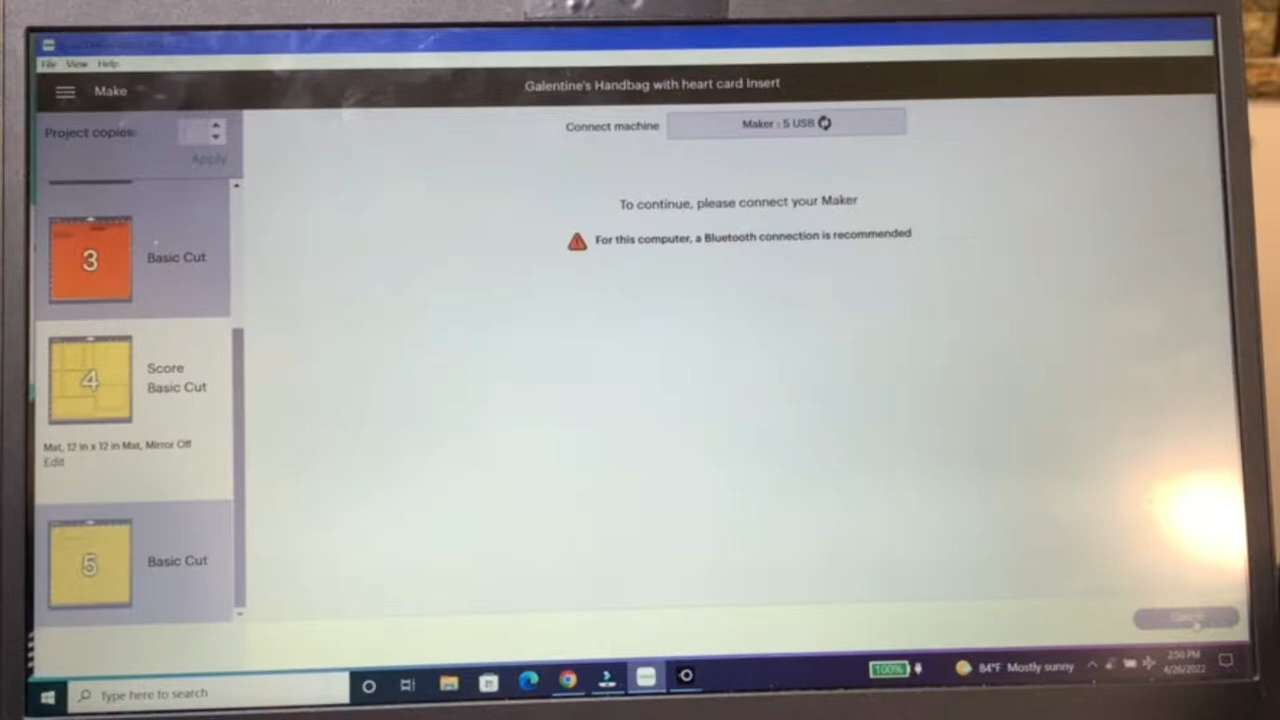 File View Help
Make
Galentine's Handbag with heart card Insert
Project copies:
Apply
Connect machine
Maker : 5 USB
To continue, please connect your Maker
For this computer, a Bluetooth connection is recommended
3
Basic Cut
4
Score
Basic Cut
Mat, 12 in x 12 in Mat, Mirror Off
Edit
5
Basic Cut
Cancel
Type here to search
100%
84°F Mostly sunny
2:50 PM
4/26/2022